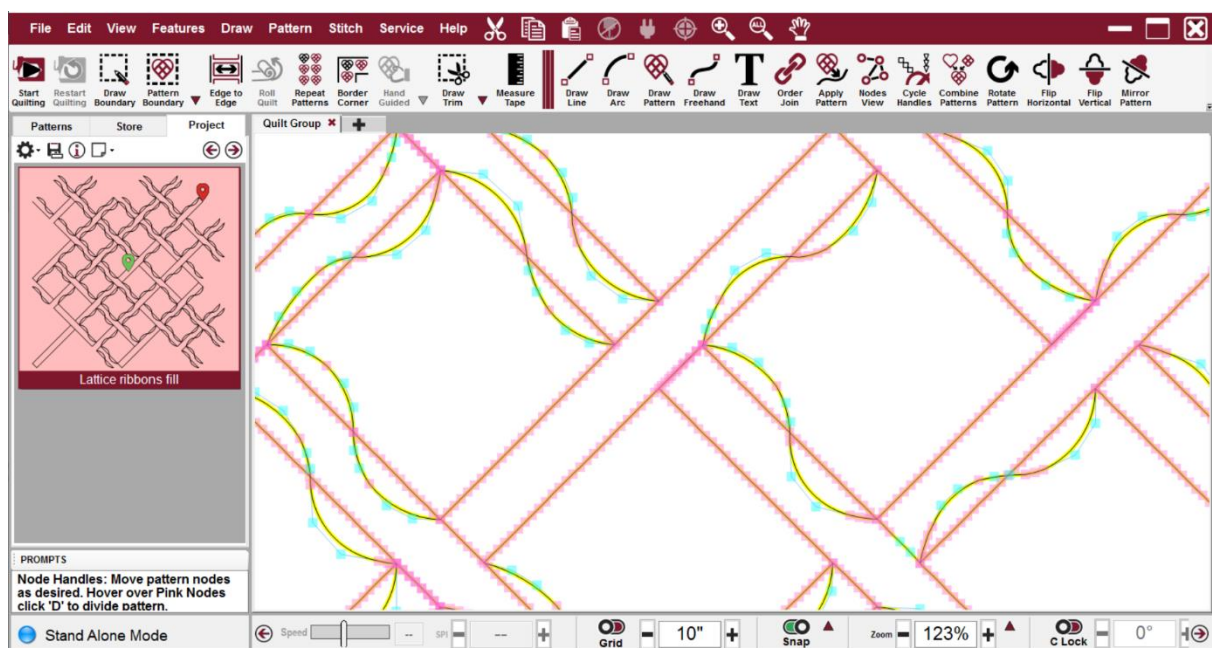 File Edit View Features Draw Pattern Stitch Service Help
ALL
Start Quilting Restart Quilting Draw Boundary Pattern Boundary Edge to Edge Roll Quilt Repeat Patterns Border Corner Hand Guided Draw Trim Measure Tape Draw Line Draw Arc Draw Pattern Draw Freehand Draw Text Order Join Apply Pattern Nodes View Cycle Handles Combine Patterns Rotate Pattern Flip Horizontal Flip Vertical Mirror Pattern
Patterns Store Project
Quilt Group
Lattice ribbons fill
PROMPTS
Node Handles: Move pattern nodes
as desired. Hover over Pink Nodes
click 'D' to divide pattern.
Stand Alone Mode
Speed -- SPI -- Grid 10" Snap Zoom 123% C Lock 0°